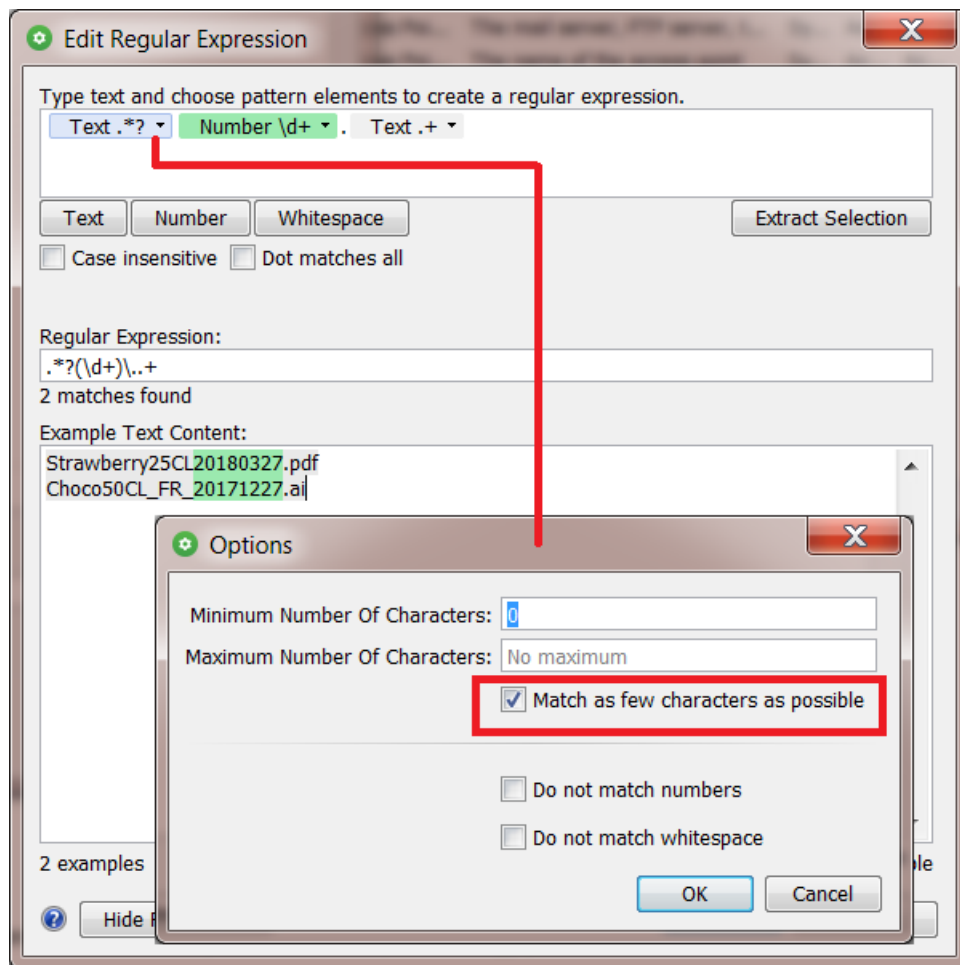 Edit Regular Expression
Type text and choose pattern elements to create a regular expression.
Text .*? Number \d+ . Text .+
Text Number Whitespace Extract Selection
Case insensitive Dot matches all
Regular Expression:
.*?(\d+)\..+
2 matches found
Example Text Content:
Strawberry25CL20180327.pdf
Choco50CL_FR_20171227.ai
Options
Minimum Number Of Characters: 0
Maximum Number Of Characters: No maximum
Match as few characters as possible
Do not match numbers
Do not match whitespace
2 examples
OK Cancel
Hide